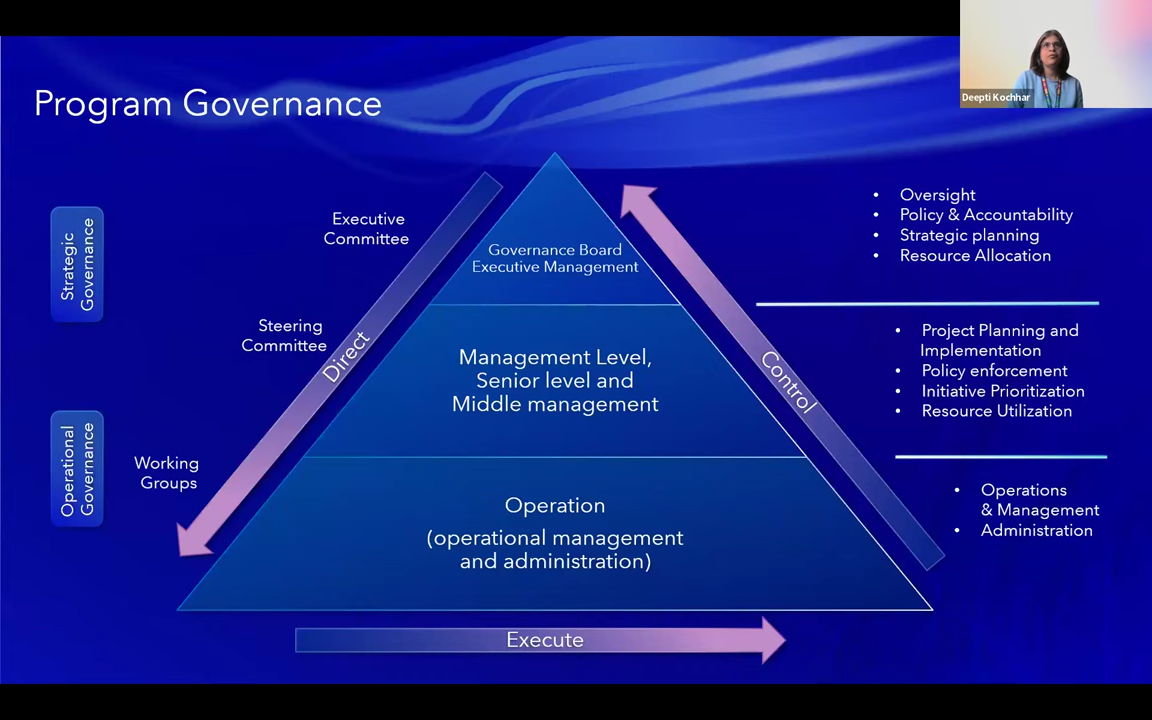 Deepti Kochhar
Program Governance
Strategic
Governance
Operational
Governance
Executive
Committee
Steering
Committee
Working
Groups
Direct
Governance Board
Executive Management
Management Level,
Senior level and
Middle management
Operation
(operational management
and administration)
Control
Execute
• Oversight
• Policy & Accountability
• Strategic planning
• Resource Allocation
• Project Planning and
Implementation
• Policy enforcement
• Initiative Prioritization
• Resource Utilization
• Operations
& Management
• Administration